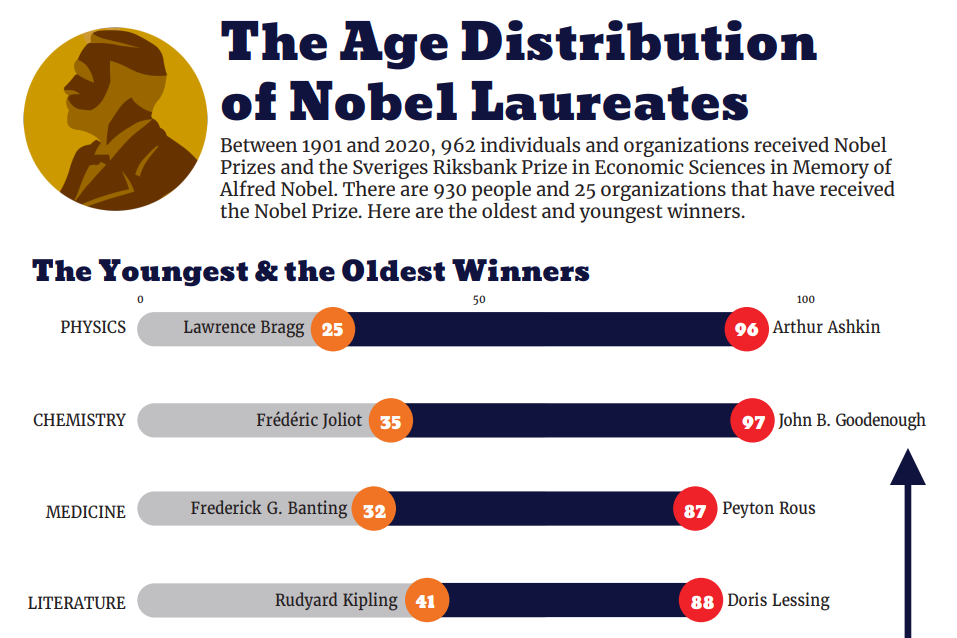 The Age Distribution
of Nobel Laureates
Between 1901 and 2020, 962 individuals and organizations received Nobel
Prizes and the Sveriges Riksbank Prize in Economic Sciences in Memory of
Alfred Nobel. There are 930 people and 25 organizations that have received
the Nobel Prize. Here are the oldest and youngest winners.
The Youngest & the Oldest Winners
0 50 100
PHYSICS Lawrence Bragg 25 96 Arthur Ashkin
CHEMISTRY Frédéric Joliot 35 97 John B. Goodenough
MEDICINE Frederick G. Banting 32 87 Peyton Rous
LITERATURE Rudyard Kipling 41 88 Doris Lessing